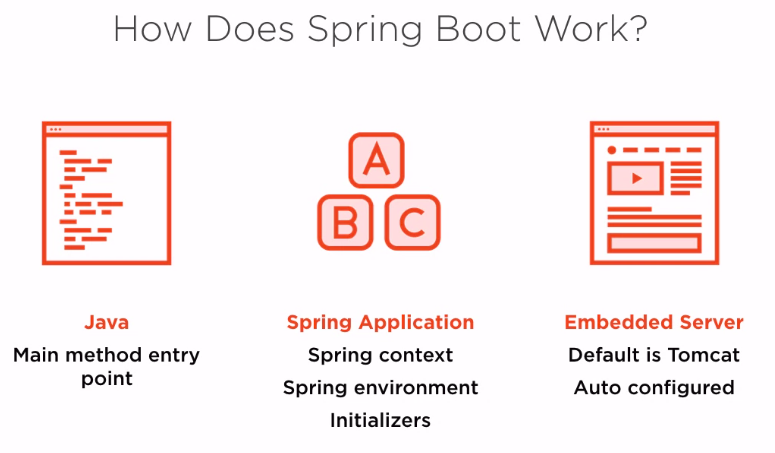 How Does Spring Boot Work?
A
B C
Java
Main method entry
point
Spring Application
Spring context
Spring environment
Initializers
Embedded Server
Default is Tomcat
Auto configured